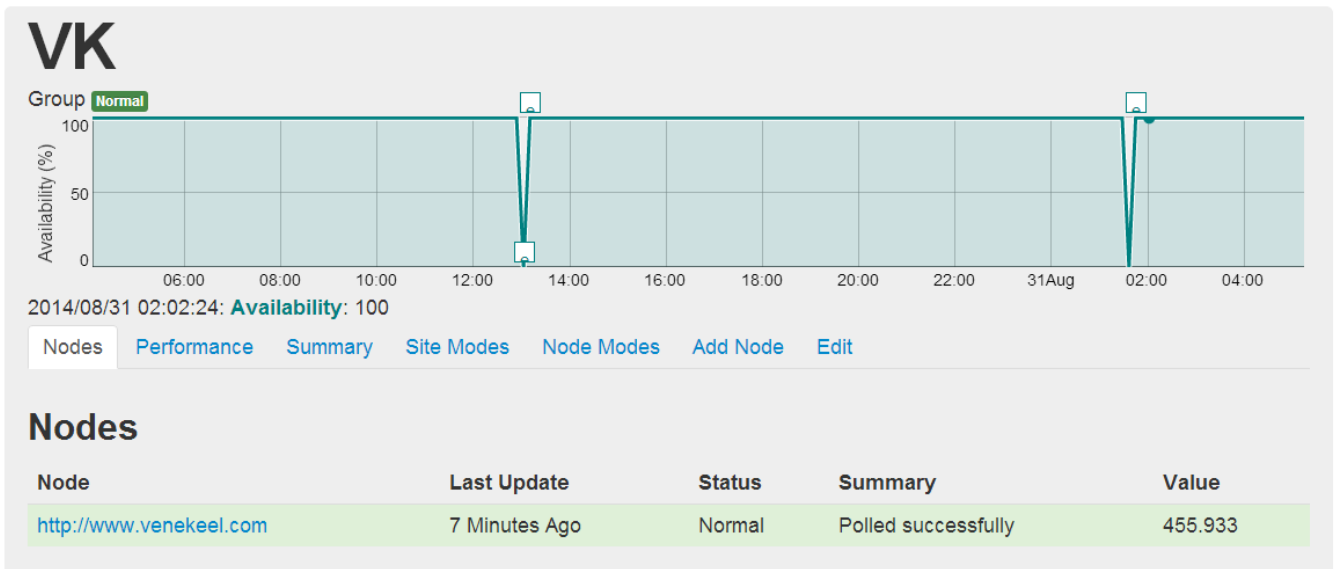 VK
Group Normal
100
50
0
Availability (%)
06:00 08:00 10:00 12:00 14:00 16:00 18:00 20:00 22:00 31Aug 02:00 04:00
2014/08/31 02:02:24: Availability: 100
Nodes Performance Summary Site Modes Node Modes Add Node Edit
Nodes
Node Last Update Status Summary Value
http://www.venekeel.com 7 Minutes Ago Normal Polled successfully 455.933